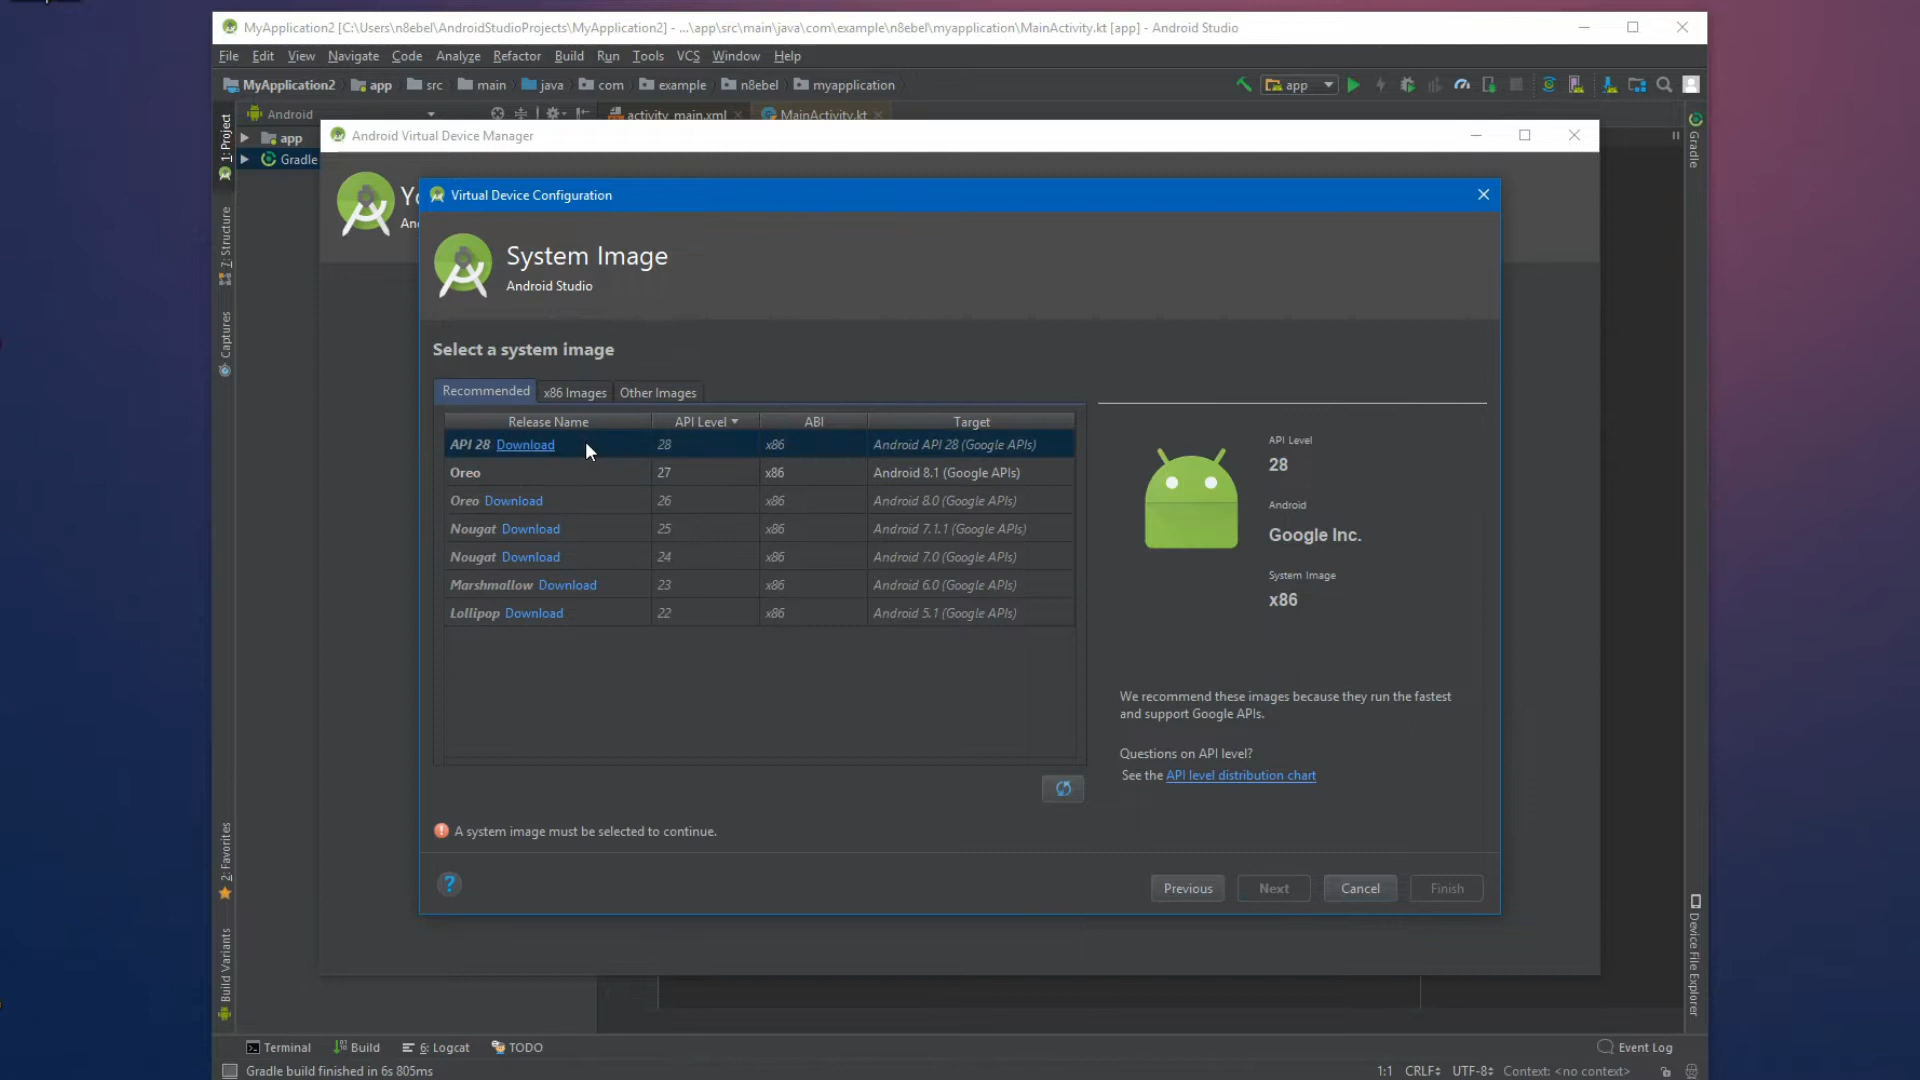 MyApplication2 [C:\Users\n8ebel\AndroidStudioProjects\MyApplication2] - ...\app\src\main\java\com\example\n8ebel\myapplication\MainActivity.kt [app] - Android Studio
File Edit View Navigate Code Analyze Refactor Build Run Tools VCS Window Help
MyApplication2 app src main java com example n8ebel myapplication app
Android activity_main.xml MainActivity.kt
1: Project
app
Gradle
7: Structure
Captures
2: Favorites
Build Variants
Gradle
Device File Explorer
Android Virtual Device Manager
Virtual Device Configuration
System Image
Android Studio
Select a system image
Recommended x86 Images Other Images
Release Name API Level ABI Target
API 28 Download 28 x86 Android API 28 (Google APIs)
Oreo 27 x86 Android 8.1 (Google APIs)
Oreo Download 26 x86 Android 8.0 (Google APIs)
Nougat Download 25 x86 Android 7.1.1 (Google APIs)
Nougat Download 24 x86 Android 7.0 (Google APIs)
Marshmallow Download 23 x86 Android 6.0 (Google APIs)
Lollipop Download 22 x86 Android 5.1 (Google APIs)
API Level
28
Android
Google Inc.
System Image
x86
We recommend these images because they run the fastest
and support Google APIs.
Questions on API level?
See the API level distribution chart
A system image must be selected to continue.
? Previous Next Cancel Finish
Terminal Build 6: Logcat TODO Event Log
Gradle build finished in 6s 805ms 1:1 CRLF UTF-8 Context: <no context>